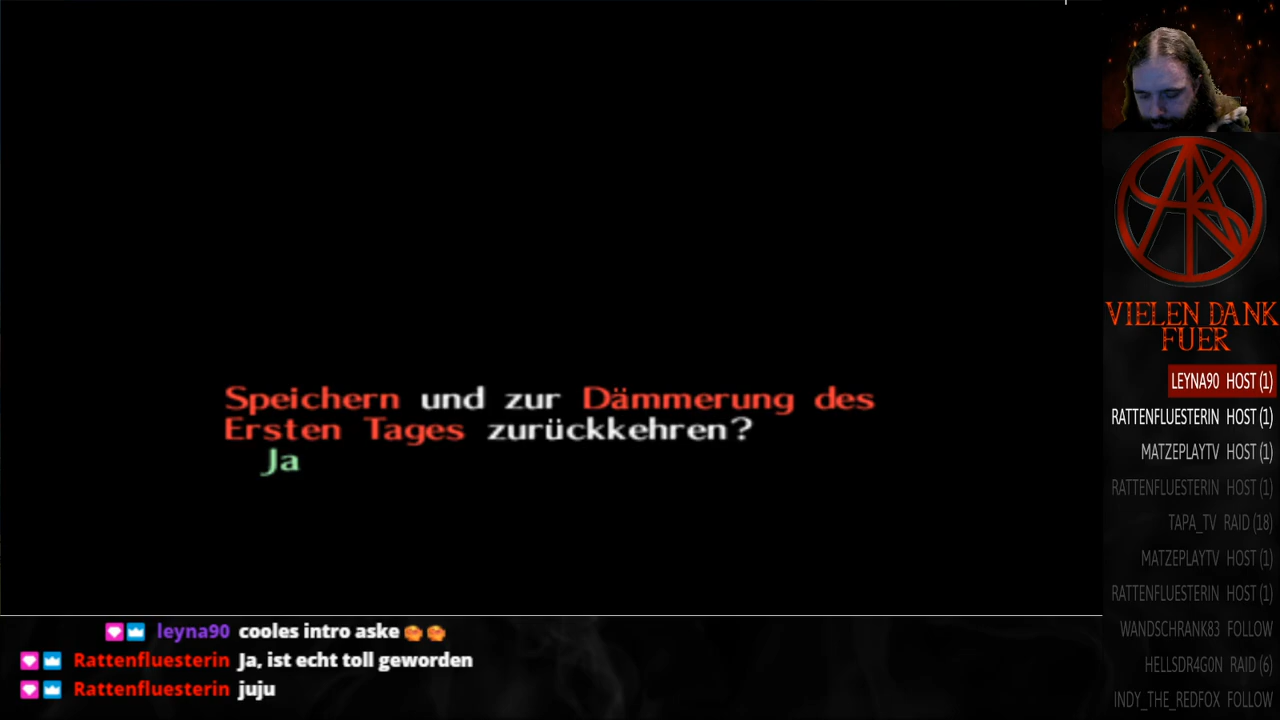 Speichern und zur Dämmerung des
Ersten Tages zurückkehren?
Ja
VIELEN DANK
FUER
LEYNA90 HOST (1)
RATTENFLUESTERIN HOST (1)
MATZEPLAYTV HOST (1)
RATTENFLUESTERIN HOST (1)
TAPA_TV RAID (18)
MATZEPLAYTV HOST (1)
RATTENFLUESTERIN HOST (1)
WANDSCHRANK83 FOLLOW
HELLSDR4G0N RAID (6)
INDY_THE_REDFOX FOLLOW
leyna90 cooles intro aske
Rattenfluesterin Ja, ist echt toll geworden
Rattenfluesterin juju